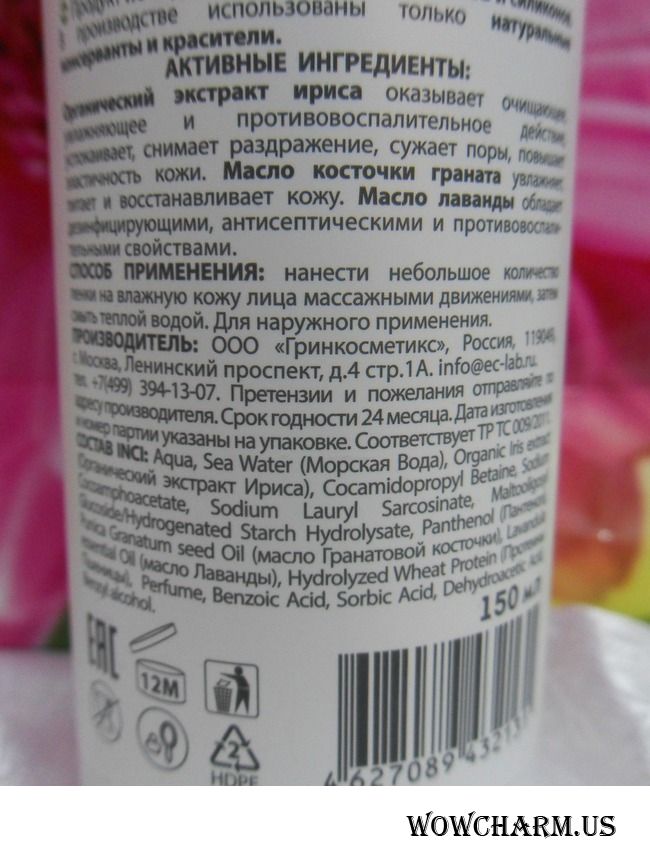 производстве использованы только натуральные
консерванты и красители.
АКТИВНЫЕ ИНГРЕДИЕНТЫ:
Органический экстракт ириса оказывает очищающее,
увлажняющее и противовоспалительное действие,
успокаивает, снимает раздражение, сужает поры, повышает
эластичность кожи. Масло косточки граната увлажняет,
питает и восстанавливает кожу. Масло лаванды обладает
дезинфицирующими, антисептическими и противовоспали-
тельными свойствами.
СПОСОБ ПРИМЕНЕНИЯ: нанести небольшое количество
пенки на влажную кожу лица массажными движениями, затем
смыть теплой водой. Для наружного применения.
ПРОИЗВОДИТЕЛЬ: ООО «Гринкосметикс», Россия, 119049,
г. Москва, Ленинский проспект, д.4 стр.1А. info@ec-lab.ru.
тел. +7(499) 394-13-07. Претензии и пожелания отправляйте по
адресу производителя. Срок годности 24 месяца. Дата изготовления
и номер партии указаны на упаковке. Соответствует ТР ТС 009/2011.
СОСТАВ INCI: Aqua, Sea Water (Морская Вода), Organic Iris extract
(Органический экстракт Ириса), Cocamidopropyl Betaine, Sodium
Cocoamphoacetate, Sodium Lauryl Sarcosinate, Maltooligosyl
Glucoside/Hydrogenated Starch Hydrolysate, Panthenol (Пантенол),
Punica Granatum seed Oil (масло Гранатовой косточки), Lavandula
essential Oil (масло Лаванды), Hydrolyzed Wheat Protein (Протеины
Пшеницы), Perfume, Benzoic Acid, Sorbic Acid, Dehydroacetic Acid,
Benzyl alcohol.
150 мл
EAC
12M
2
HDPE
4 627089 43213
WOWCHARM.US